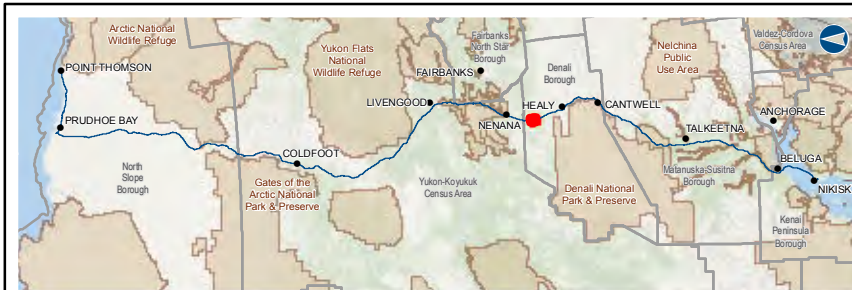 Arctic National
Wildlife Refuge
POINT THOMSON
PRUDHOE BAY
North
Slope
Borough
COLDFOOT
Gates of the
Arctic National
Park & Preserve
Yukon Flats
National
Wildlife Refuge
LIVENGOOD
Yukon-Koyukuk
Census Area
Fairbanks
North Star
Borough
FAIRBANKS
NENANA
Denali
Borough
HEALY
CANTWELL
Denali National
Park & Preserve
Nelchina
Public
Use Area
TALKEETNA
Matanuska-Susitna
Borough
Valdez-Cordova
Census Area
ANCHORAGE
BELUGA
NIKISKI
Kenai
Peninsula
Borough